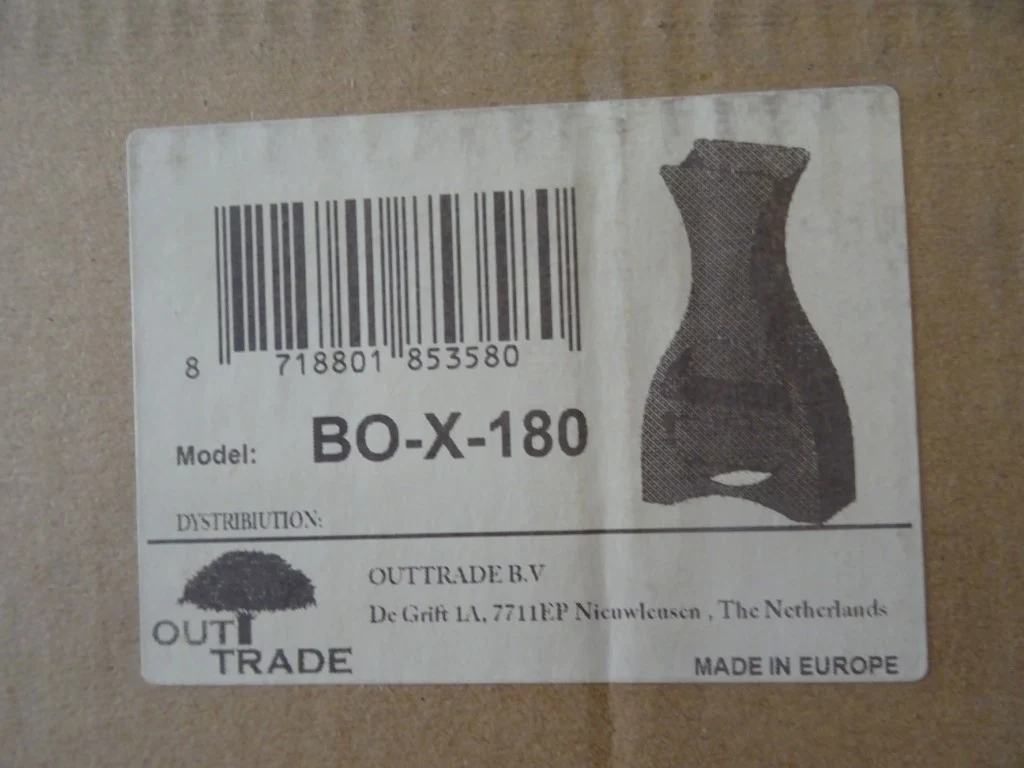 8 718801 853580
Model: BO-X-180
DYSTRIBIUTION:
OUT TRADE
OUTTRADE B.V
De Grift 1A, 7711EP Nieuwleusen , The Netherlands
MADE IN EUROPE